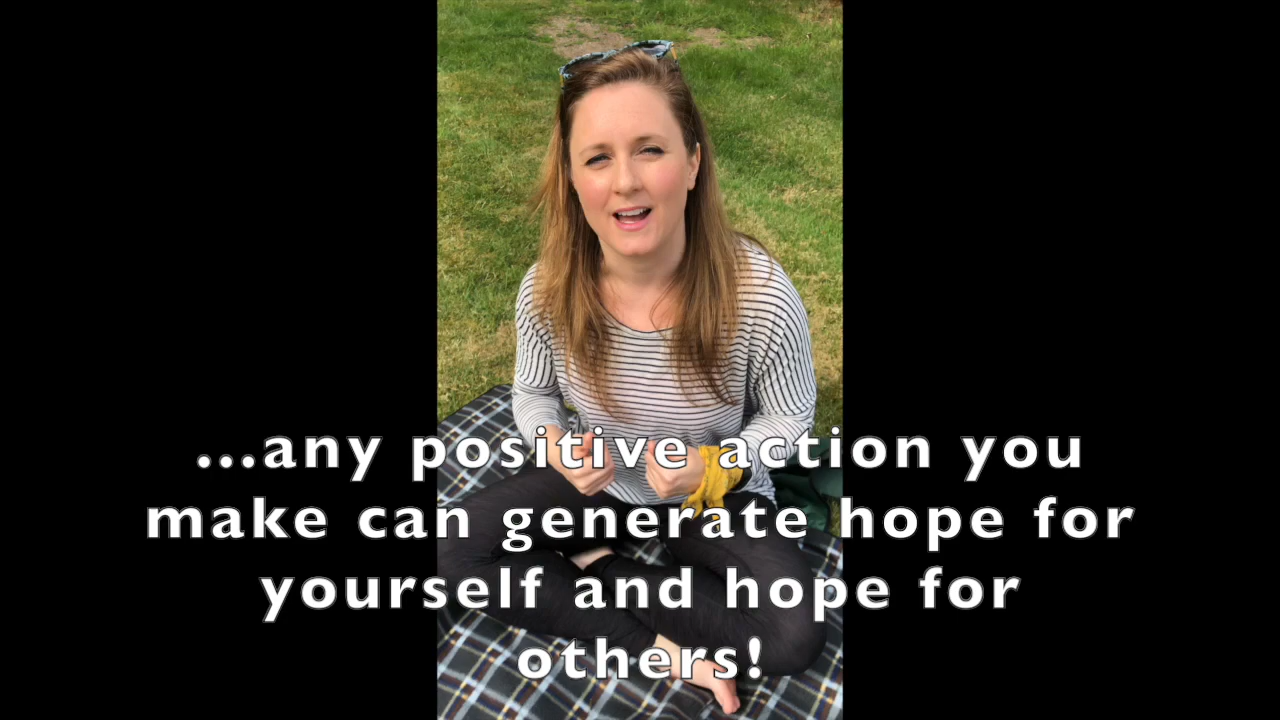 ...any positive action you
make can generate hope for
yourself and hope for
others!